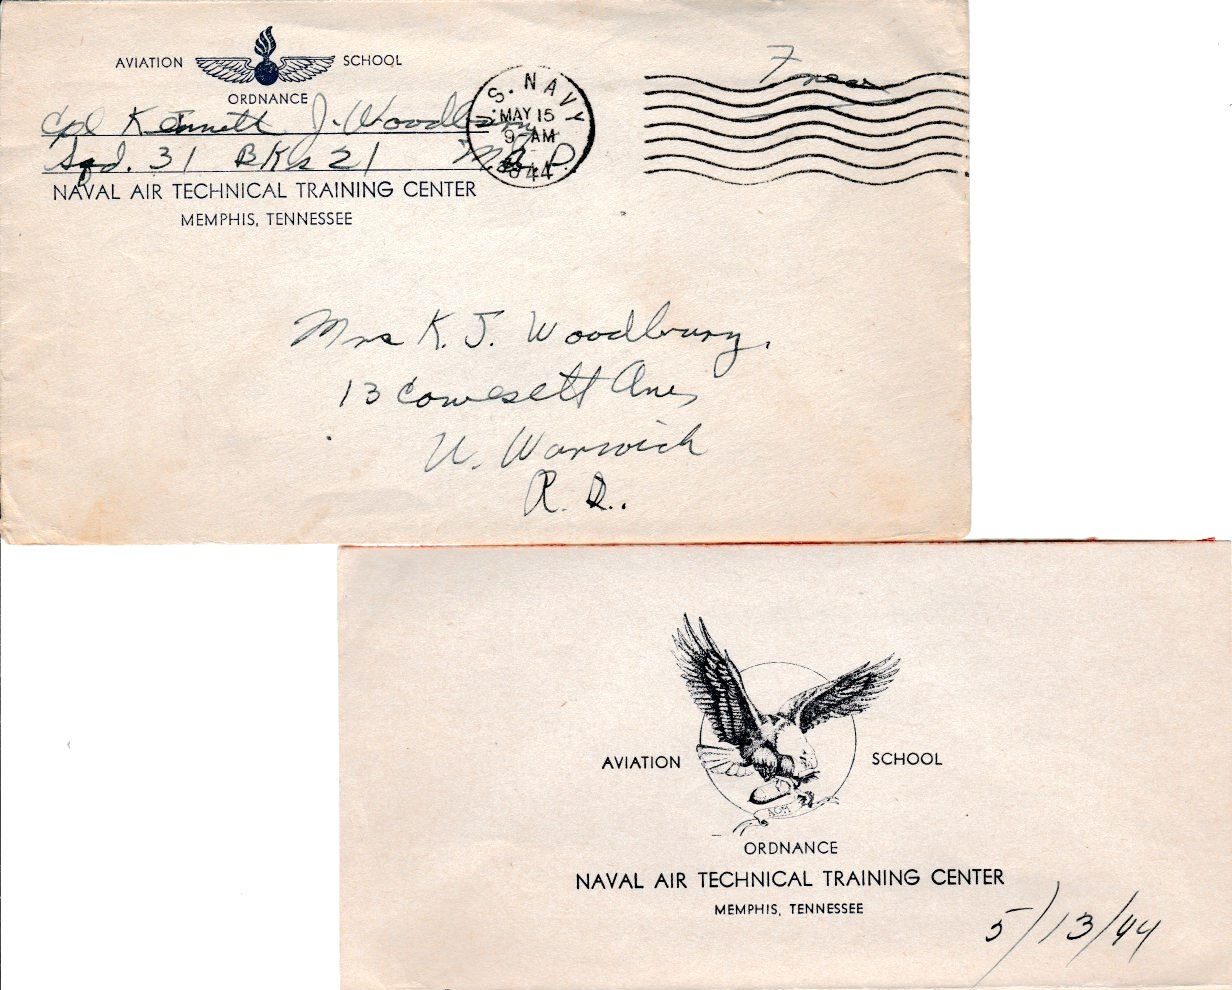 AVIATION SCHOOL
ORDNANCE
Cpl Kenneth J. Woodbury
Sqd. 31 BKs 21
NAVAL AIR TECHNICAL TRAINING CENTER
MEMPHIS, TENNESSEE
U.S. NAVY
MAY 15
9-AM
1944
Free
Mrs K. J. Woodbury,
13 Cowesett Ave,
W. Warwick
R. I.
AVIATION SCHOOL
AOM
ORDNANCE
NAVAL AIR TECHNICAL TRAINING CENTER
MEMPHIS, TENNESSEE
5/13/44